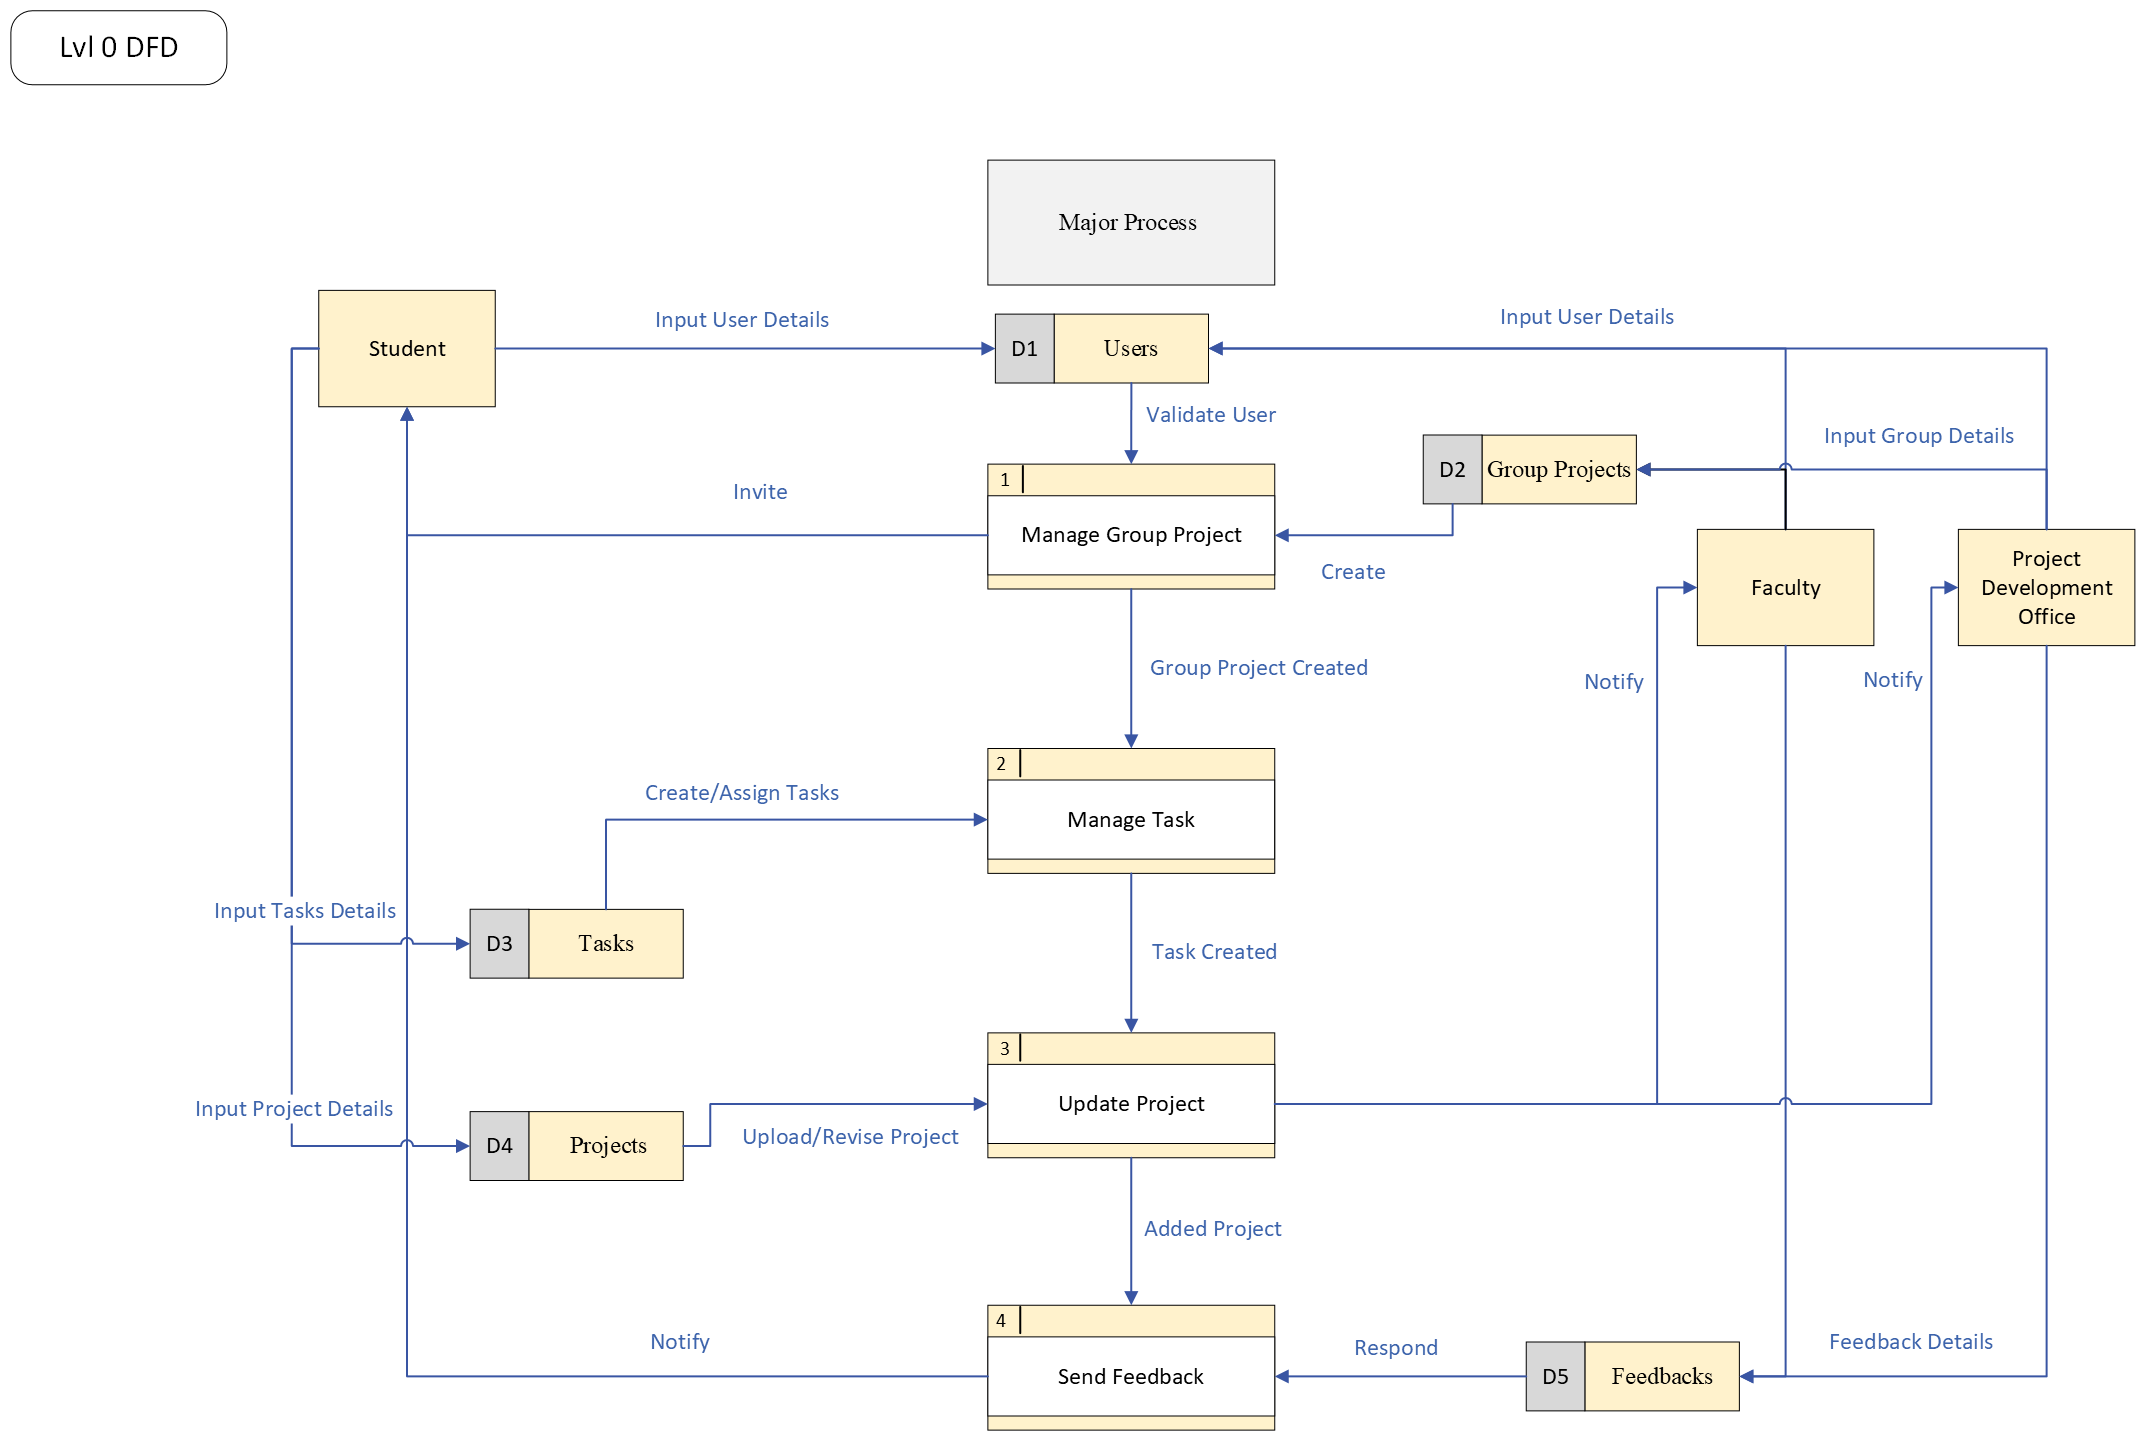 Lvl 0 DFD
Major Process
Student
Input User Details
D1
Users
Input User Details
Validate User
D2
Group Projects
Input Group Details
1
Invite
Manage Group Project
Create
Faculty
Project
Development
Office
Group Project Created
Notify
Notify
2
Create/Assign Tasks
Manage Task
Input Tasks Details
D3
Tasks
Task Created
3
Input Project Details
Update Project
D4
Projects
Upload/Revise Project
Added Project
4
Notify
Send Feedback
Respond
D5
Feedbacks
Feedback Details